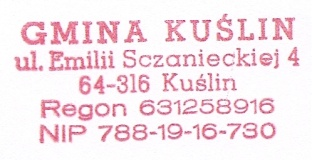 GMINA KUŚLIN
ul. Emilii Sczanieckiej 4
64-316 Kuślin
Regon 631258916
NIP 788-19-16-730